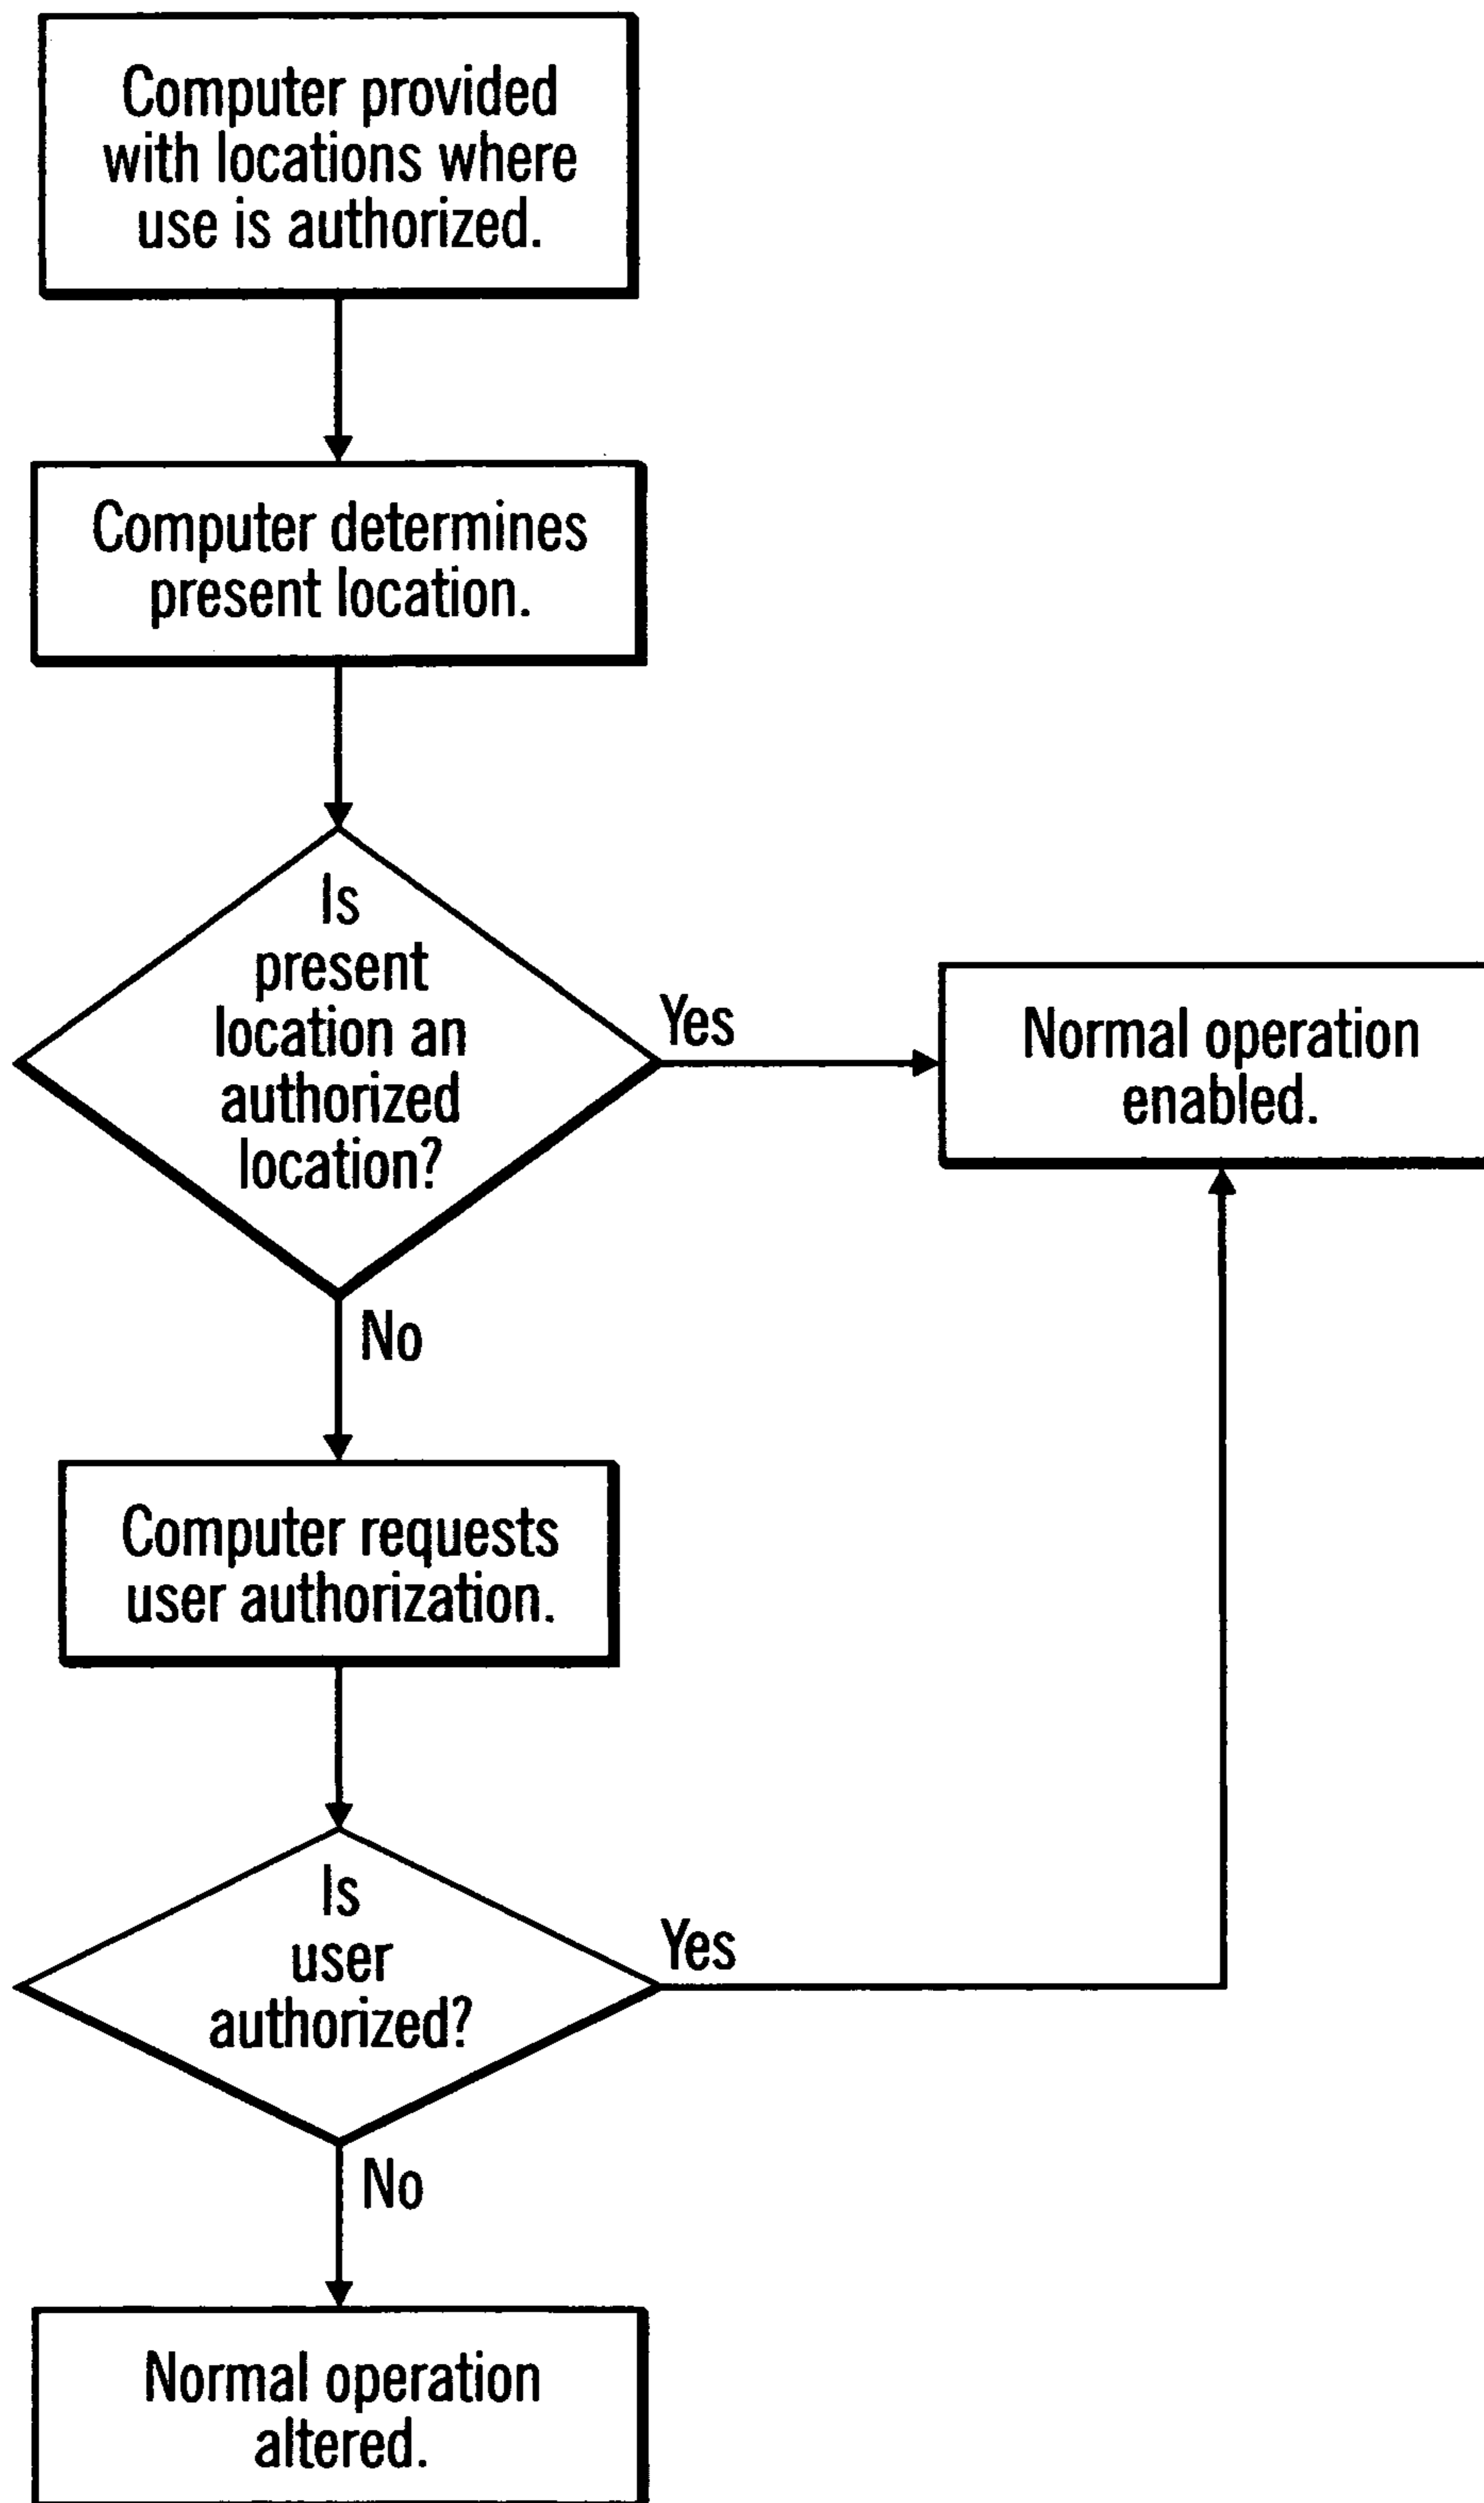 Computer provided
with locations where
use is authorized.
Computer determines
present location.
Is
present
location an
authorized
location?
Yes
Normal operation
enabled.
No
Computer requests
user authorization.
Is
user
authorized?
Yes
No
Normal operation
altered.